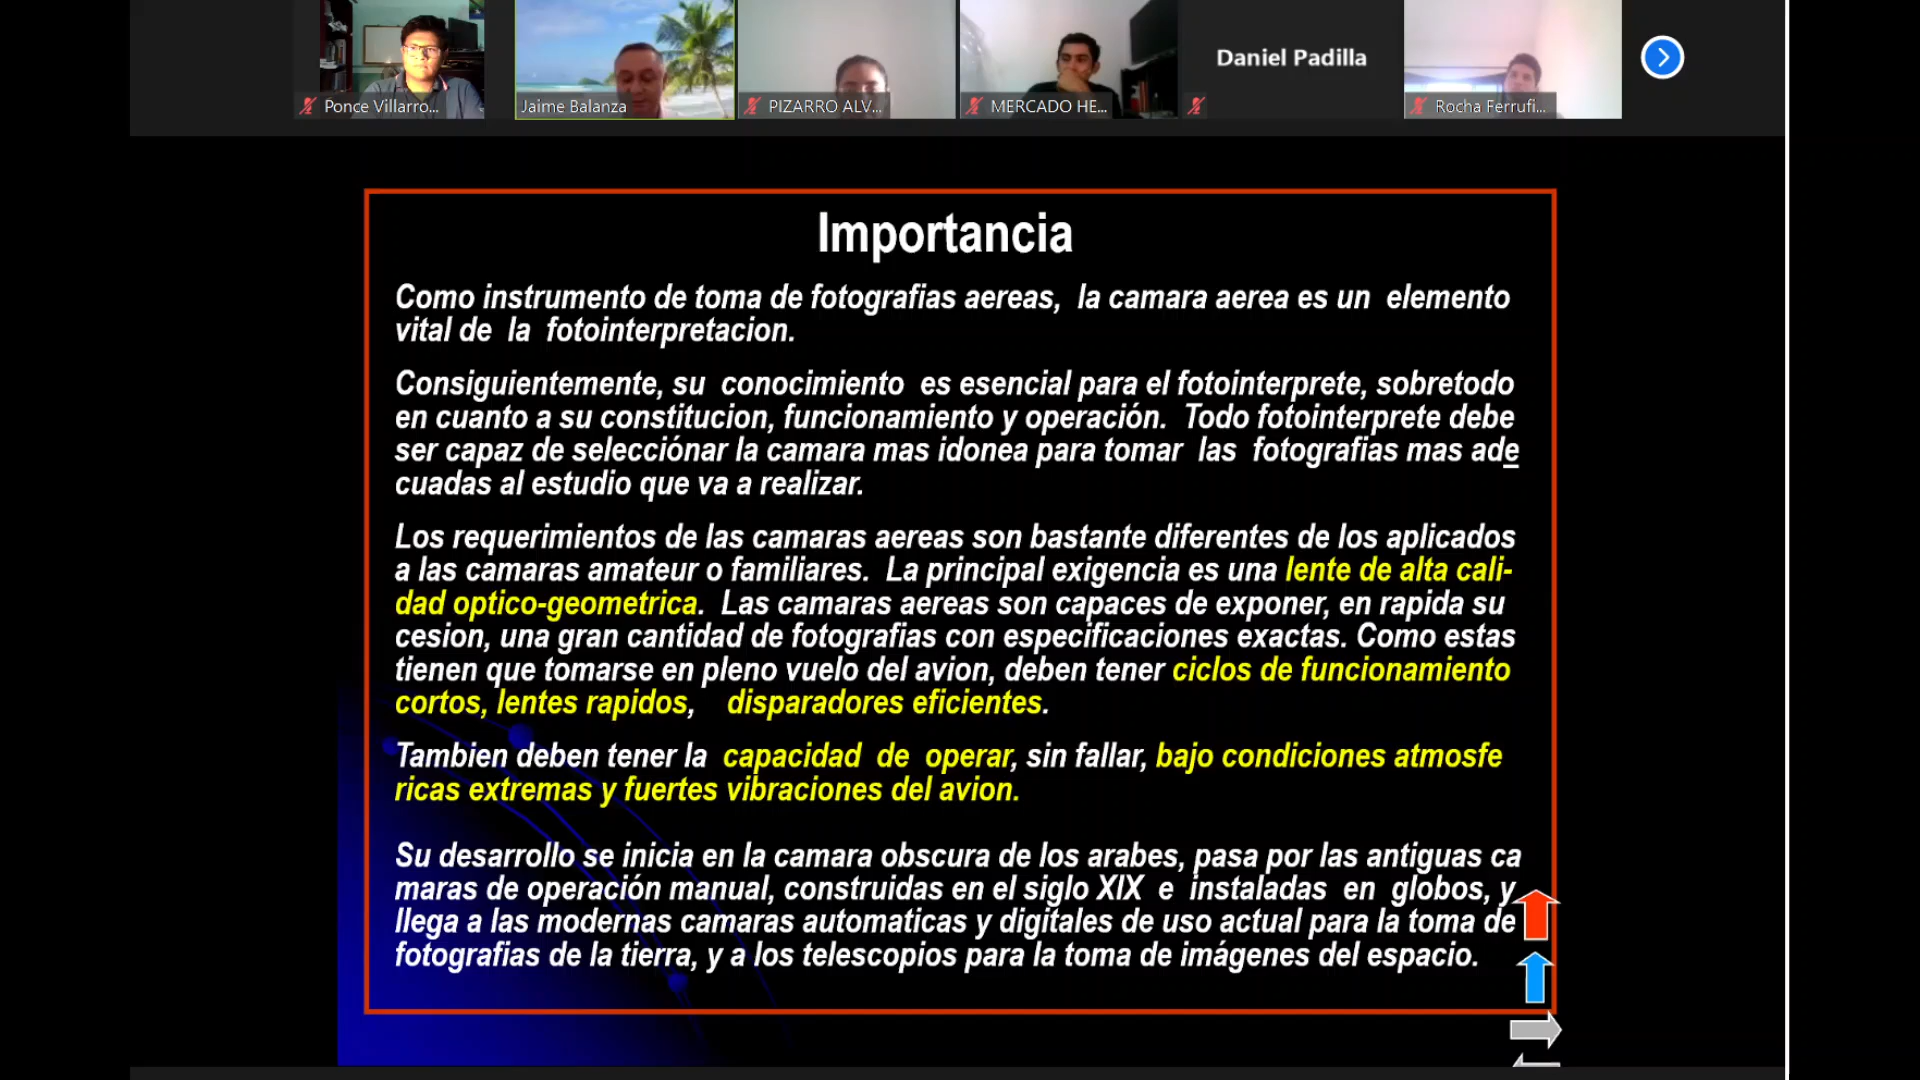 Ponce Villarro...
Jaime Balanza
PIZARRO ALV...
MERCADO HE...
Daniel Padilla
Rocha Ferrufi...
Importancia
Como instrumento de toma de fotografias aereas, la camara aerea es un elemento
vital de la fotointerpretacion.
Consiguientemente, su conocimiento es esencial para el fotointerprete, sobretodo
en cuanto a su constitucion, funcionamiento y operación. Todo fotointerprete debe
ser capaz de selecciónar la camara mas idonea para tomar las fotografias mas ade
cuadas al estudio que va a realizar.
Los requerimientos de las camaras aereas son bastante diferentes de los aplicados
a las camaras amateur o familiares. La principal exigencia es una lente de alta cali-
dad optico-geometrica. Las camaras aereas son capaces de exponer, en rapida su
cesion, una gran cantidad de fotografias con especificaciones exactas. Como estas
tienen que tomarse en pleno vuelo del avion, deben tener ciclos de funcionamiento
cortos, lentes rapidos, disparadores eficientes.
Tambien deben tener la capacidad de operar, sin fallar, bajo condiciones atmosfe
ricas extremas y fuertes vibraciones del avion.
Su desarrollo se inicia en la camara obscura de los arabes, pasa por las antiguas ca
maras de operación manual, construidas en el siglo XIX e instaladas en globos, y
llega a las modernas camaras automaticas y digitales de uso actual para la toma de
fotografias de la tierra, y a los telescopios para la toma de imágenes del espacio.